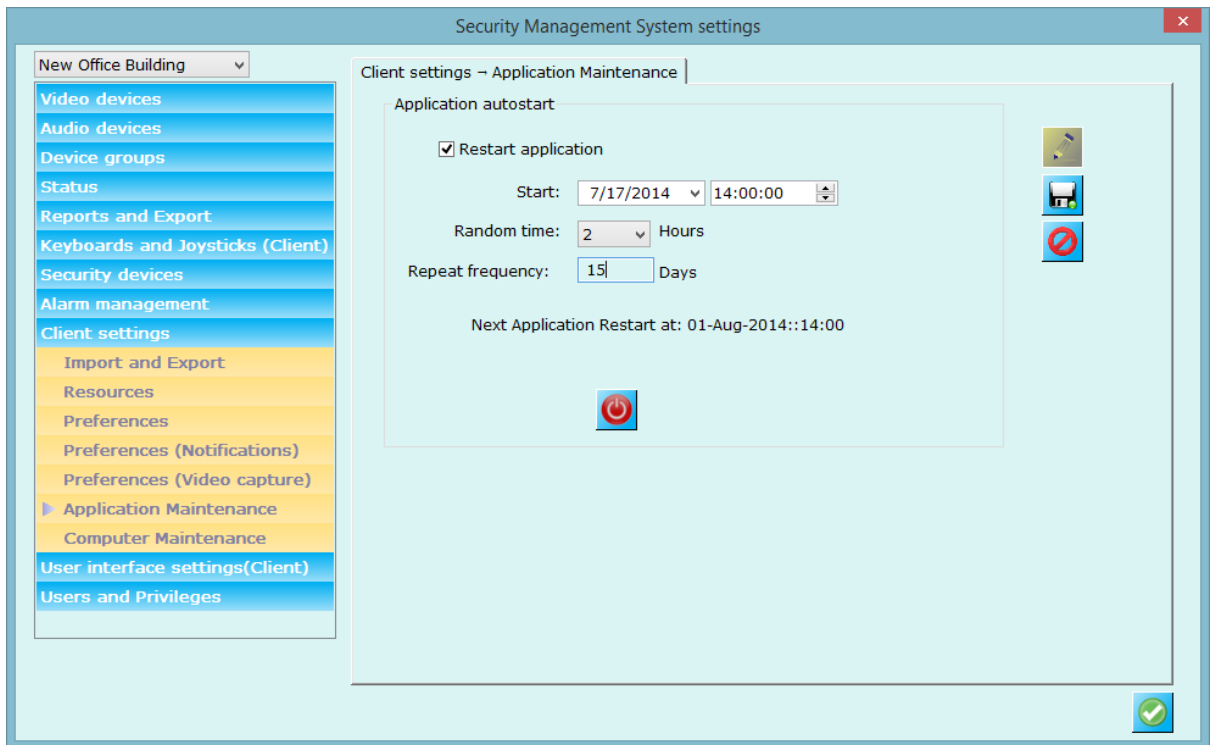 Security Management System settings
New Office Building
Video devices
Audio devices
Device groups
Status
Reports and Export
Keyboards and Joysticks (Client)
Security devices
Alarm management
Client settings
Import and Export
Resources
Preferences
Preferences (Notifications)
Preferences (Video capture)
Application Maintenance
Computer Maintenance
User interface settings(Client)
Users and Privileges
Client settings → Application Maintenance
Application autostart
Restart application
Start: 7/17/2014 14:00:00
Random time: 2 Hours
Repeat frequency: 15 Days
Next Application Restart at: 01-Aug-2014::14:00